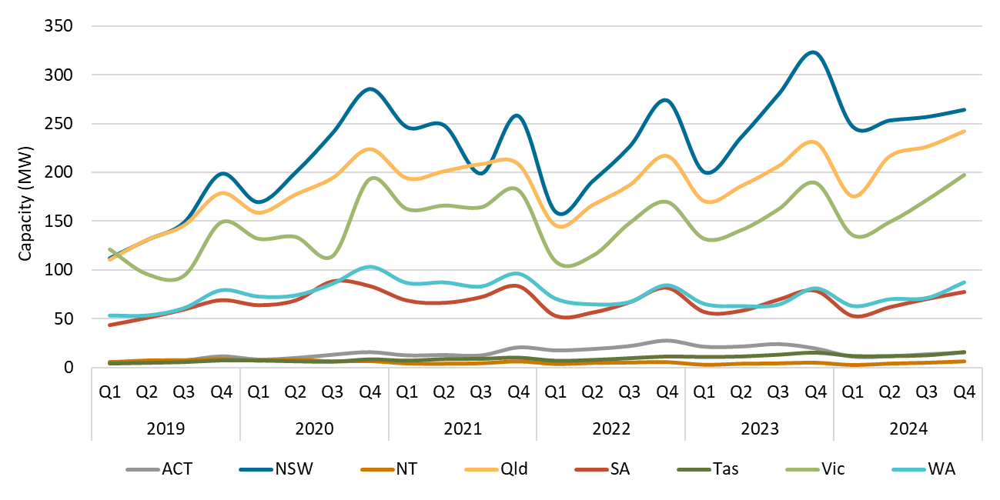 350
300
250
200
150
100
50
0
Capacity (MW)
Q1 Q2 Q3 Q4 Q1 Q2 Q3 Q4 Q1 Q2 Q3 Q4 Q1 Q2 Q3 Q4 Q1 Q2 Q3 Q4 Q1 Q2 Q3 Q4
2019 2020 2021 2022 2023 2024
ACT NSW NT Qld SA Tas Vic WA